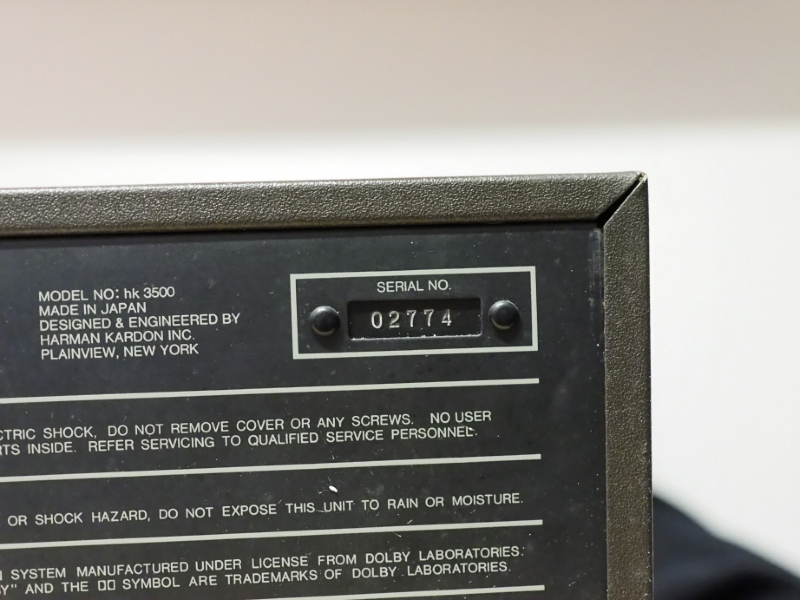 MODEL NO: hk 3500
MADE IN JAPAN
DESIGNED & ENGINEERED BY
HARMAN KARDON INC.
PLAINVIEW, NEW YORK
SERIAL NO.
02774
CTRIC SHOCK, DO NOT REMOVE COVER OR ANY SCREWS. NO USER
RTS INSIDE. REFER SERVICING TO QUALIFIED SERVICE PERSONNEL.
OR SHOCK HAZARD, DO NOT EXPOSE THIS UNIT TO RAIN OR MOISTURE.
SYSTEM MANUFACTURED UNDER LICENSE FROM DOLBY LABORATORIES.
BY" AND THE SYMBOL ARE TRADEMARKS OF DOLBY LABORATORIES.